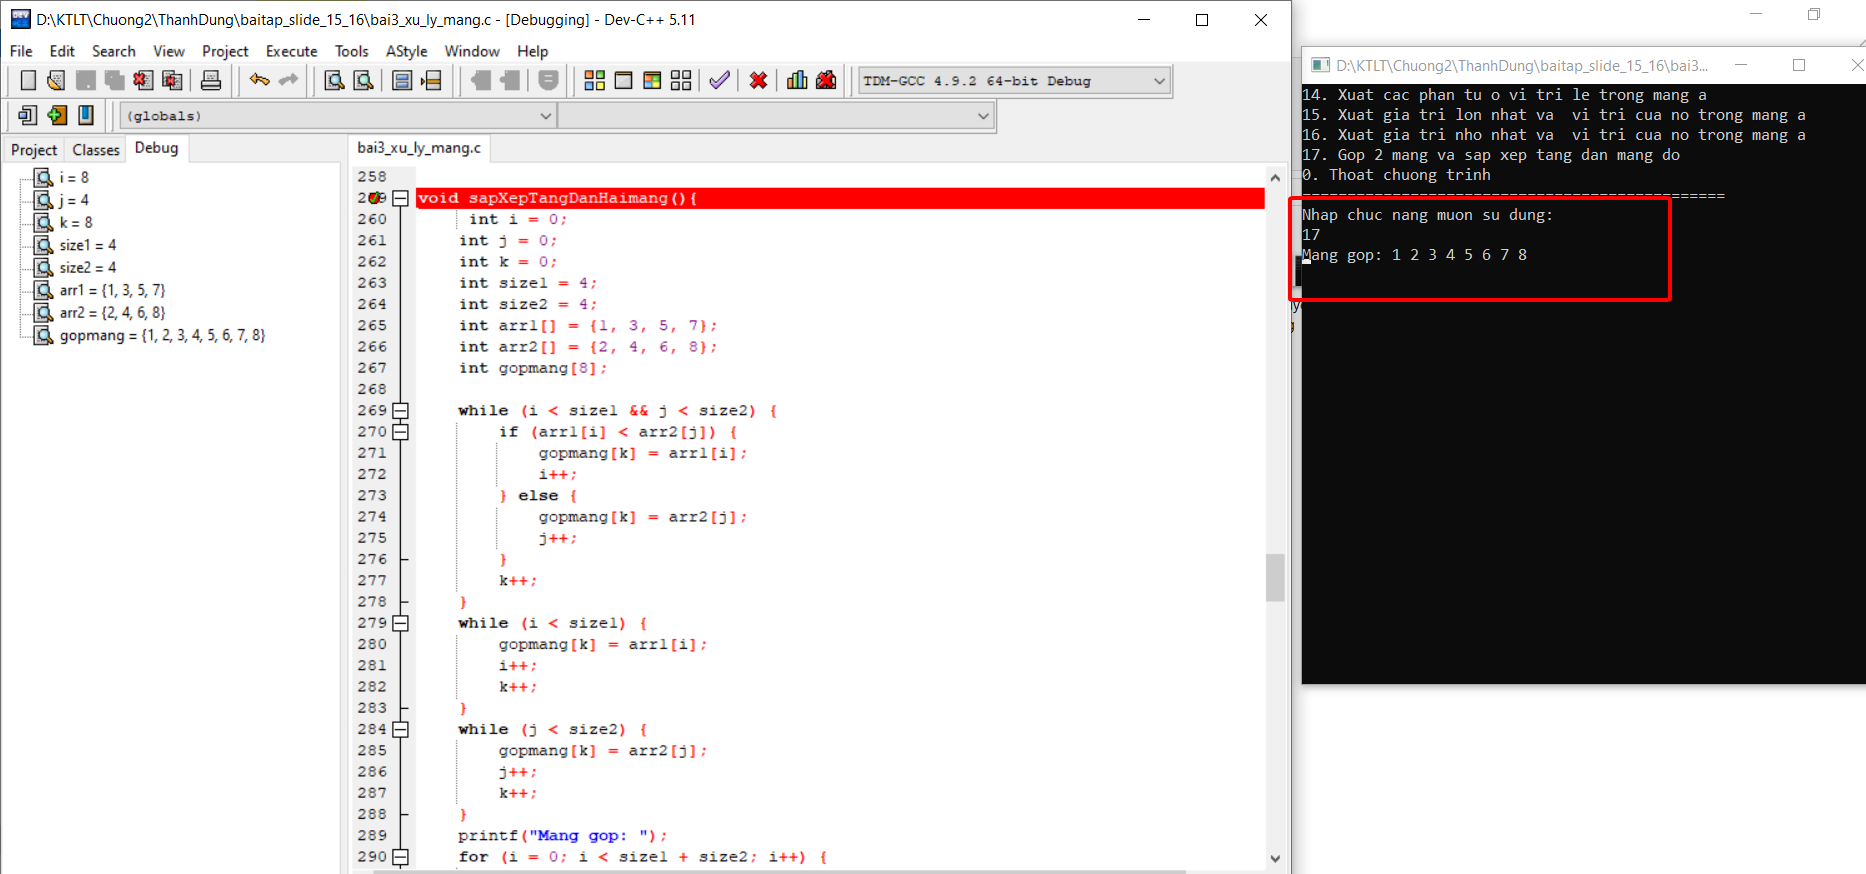 D:\KTLT\Chuong2\ThanhDung\baitap_slide_15_16\bai3_xu_ly_mang.c - [Debugging] - Dev-C++ 5.11
File Edit Search View Project Execute Tools AStyle Window Help
TDM-GCC 4.9.2 64-bit Debug
(globals)
Project Classes Debug
i = 8
j = 4
k = 8
size1 = 4
size2 = 4
arr1 = {1, 3, 5, 7}
arr2 = {2, 4, 6, 8}
gopmang = {1, 2, 3, 4, 5, 6, 7, 8}
bai3_xu_ly_mang.c
258
259 void sapXepTangDanHaimang(){
260 int i = 0;
261 int j = 0;
262 int k = 0;
263 int size1 = 4;
264 int size2 = 4;
265 int arr1[] = {1, 3, 5, 7};
266 int arr2[] = {2, 4, 6, 8};
267 int gopmang[8];
268
269 while (i < size1 && j < size2) {
270 if (arr1[i] < arr2[j]) {
271 gopmang[k] = arr1[i];
272 i++;
273 } else {
274 gopmang[k] = arr2[j];
275 j++;
276 }
277 k++;
278 }
279 while (i < size1) {
280 gopmang[k] = arr1[i];
281 i++;
282 k++;
283 }
284 while (j < size2) {
285 gopmang[k] = arr2[j];
286 j++;
287 k++;
288 }
289 printf("Mang gop: ");
290 for (i = 0; i < size1 + size2; i++) {
D:\KTLT\Chuong2\ThanhDung\baitap_slide_15_16\bai3...
14. Xuat cac phan tu o vi tri le trong mang a
15. Xuat gia tri lon nhat va  vi tri cua no trong mang a
16. Xuat gia tri nho nhat va  vi tri cua no trong mang a
17. Gop 2 mang va sap xep tang dan mang do
0. Thoat chuong trinh
===============================================
Nhap chuc nang muon su dung:
17
Mang gop: 1 2 3 4 5 6 7 8